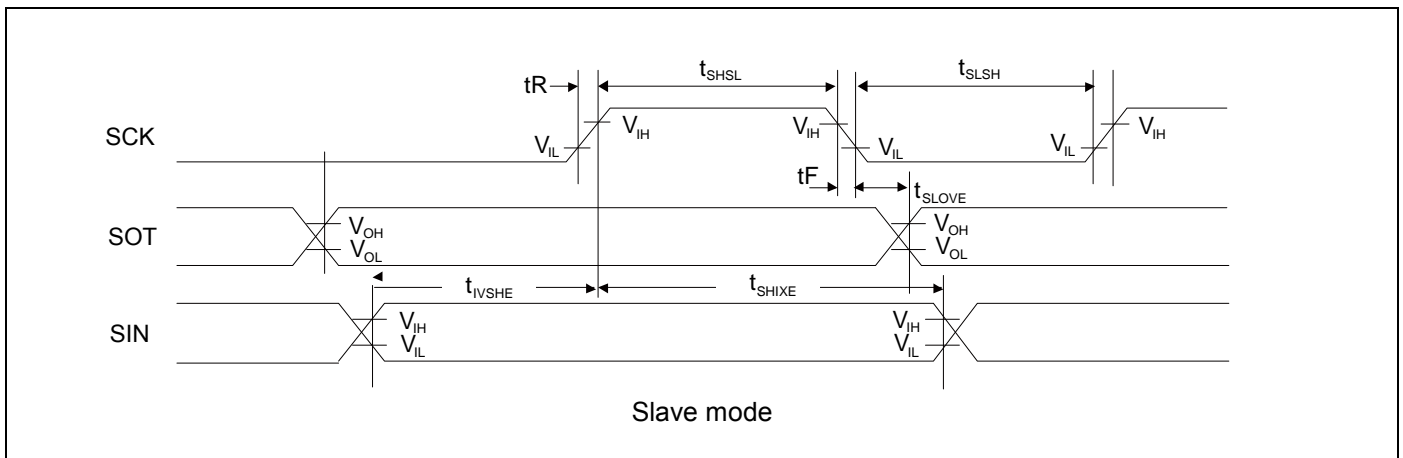 tR
tSHSL
tSLSH
SCK
VIH
VIH
VIH
VIL
VIL
VIL
tF
tSLOVE
SOT
VOH
VOH
VOL
VOL
tIVSHE
tSHIXE
SIN
VIH
VIH
VIL
VIL
Slave mode